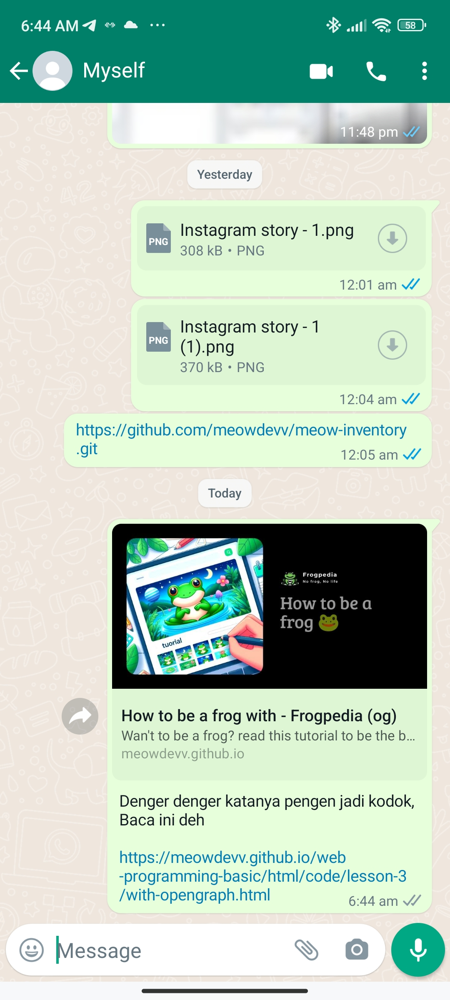 6:44 AM
58
Myself
11:48 pm
Yesterday
PNG
Instagram story - 1.png
308 kB • PNG
12:01 am
PNG
Instagram story - 1
(1).png
370 kB • PNG
12:04 am
https://github.com/meowdevv/meow-inventory
.git
12:05 am
Today
tuorial
Frogpedia
No frog, No life
How to be a
frog 🐸
How to be a frog with - Frogpedia (og)
Wan't to be a frog? read this tutorial to be the b...
meowdevv.github.io
Denger denger katanya pengen jadi kodok,
Baca ini deh
https://meowdevv.github.io/web
-programming-basic/html/code/lesson-3
/with-opengraph.html
6:44 am
Message